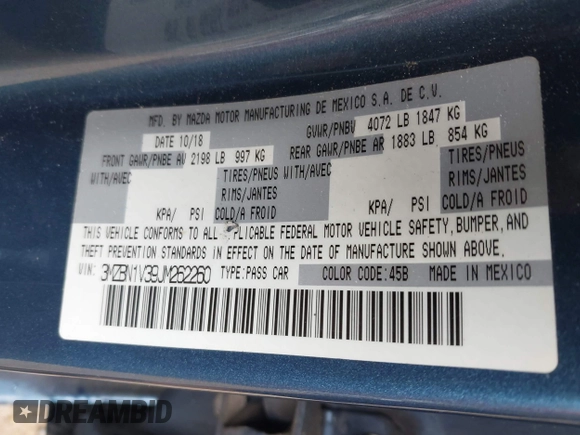 MFD. BY MAZDA MOTOR MANUFACTURING DE MEXICO S.A. DE C.V.
DATE 10/18 GVWR/PNBV 4072 LB 1847 KG
FRONT GAWR/PNBE AV 2198 LB 997 KG REAR GAWR/PNBE AR 1883 LB 854 KG
WITH/AVEC TIRES/PNEUS WITH/AVEC TIRES/PNEUS
RIMS/JANTES RIMS/JANTES
KPA/ PSI COLD/A FROID KPA/ PSI COLD/A FROID
THIS VEHICLE CONFORMS TO ALL PLICABLE FEDERAL MOTOR VEHICLE SAFETY, BUMPER, AND
THEFT PREVENTION STANDARDS IN EFFECT ON THE DATE OF MANUFACTURE SHOWN ABOVE.
VIN: 3MZBN1V39JM262260 TYPE:PASS CAR COLOR CODE:45B MADE IN MEXICO
DREAMBID